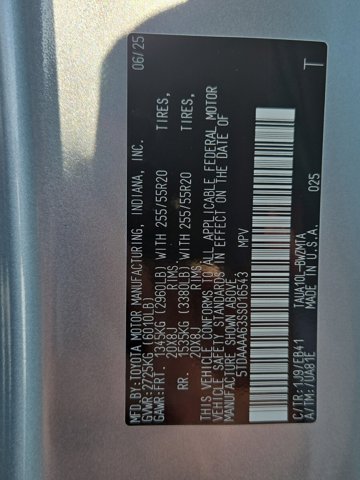 MFD.BY:TOYOTA MOTOR MANUFACTURING, INDIANA, INC. 06/25
GVWR:2725KG(6010LB)
GAWR:FRT. 1345KG (2960LB) WITH 255/55R20 TIRES,
20X8J RIMS,
RR. 1535KG (3380LB) WITH 255/55R20 TIRES,
20X8J RIMS,
THIS VEHICLE CONFORMS TO ALL APPLICABLE FEDERAL MOTOR
VEHICLE SAFETY STANDARDS IN EFFECT ON THE DATE OF
MANUFACTURE SHOWN ABOVE.
5TDAAAA63SS016543 MPV
C/TR:1J9/EB41 TAUA10L-BWZMTA 025 T
A/TM:/UA81E MADE IN U.S.A.